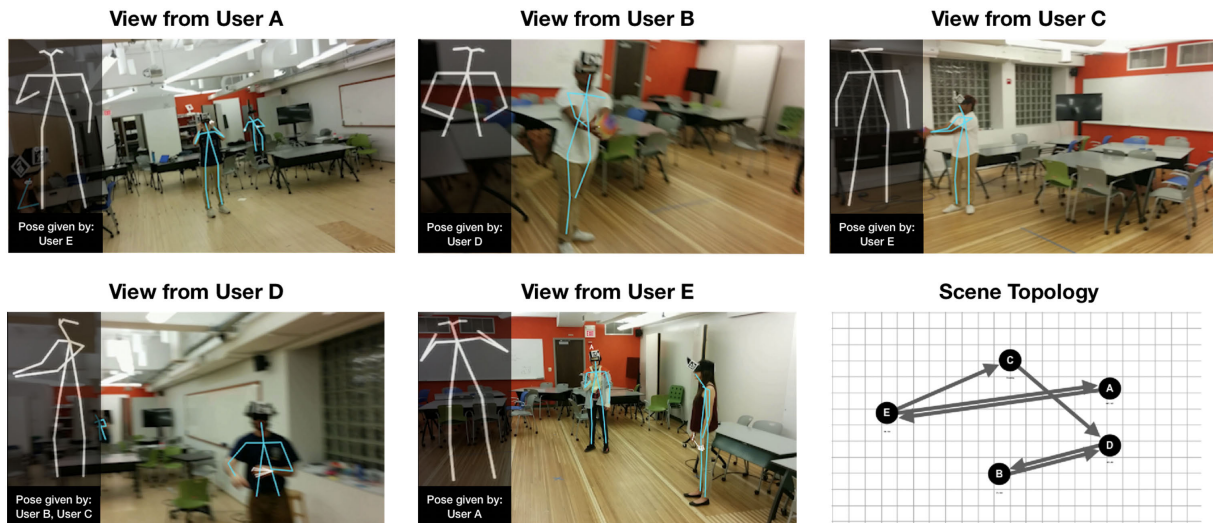 View from User A
View from User B
View from User C
Pose given by:
User E
Pose given by:
User D
Pose given by:
User E
View from User D
View from User E
Scene Topology
Pose given by:
User B, User C
Pose given by:
User A
A
C
A
E
D
B